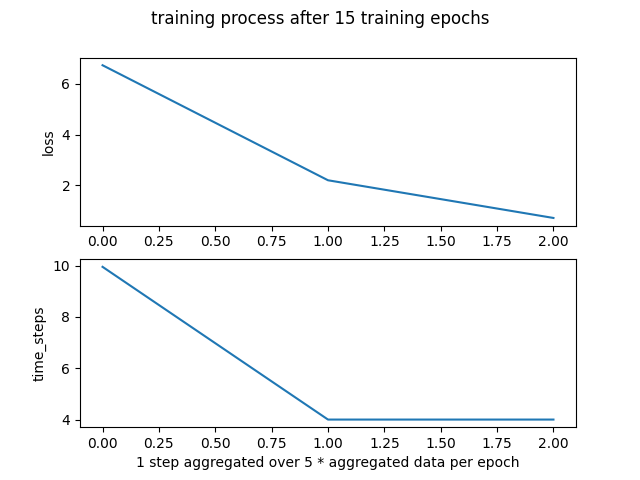 training process after 15 training epochs
6
4
2
loss
0.00 0.25 0.50 0.75 1.00 1.25 1.50 1.75 2.00
10
8
6
4
time_steps
0.00 0.25 0.50 0.75 1.00 1.25 1.50 1.75 2.00
1 step aggregated over 5 * aggregated data per epoch